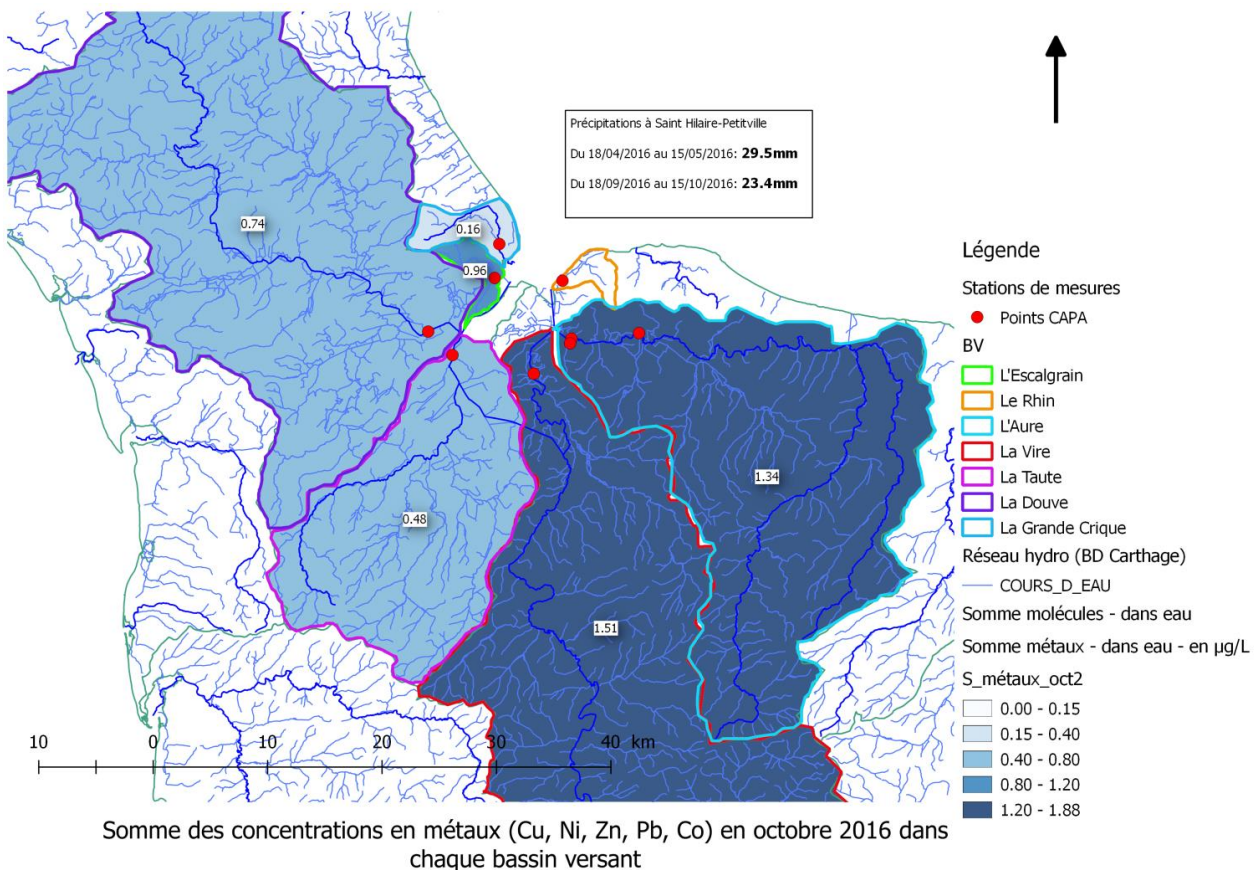 Précipitations à Saint Hilaire-Petitville
Du 18/04/2016 au 15/05/2016: 29.5mm
Du 18/09/2016 au 15/10/2016: 23.4mm
0.74
0.16
0.96
0.48
1.34
1.51
10 0 10 20 30 40 km
Légende
Stations de mesures
Points CAPA
BV
L'Escalgrain
Le Rhin
L'Aure
La Vire
La Taute
La Douve
La Grande Crique
Réseau hydro (BD Carthage)
COURS_D_EAU
Somme molécules - dans eau
Somme métaux - dans eau - en µg/L
S_métaux_oct2
0.00 - 0.15
0.15 - 0.40
0.40 - 0.80
0.80 - 1.20
1.20 - 1.88
Somme des concentrations en métaux (Cu, Ni, Zn, Pb, Co) en octobre 2016 dans
chaque bassin versant